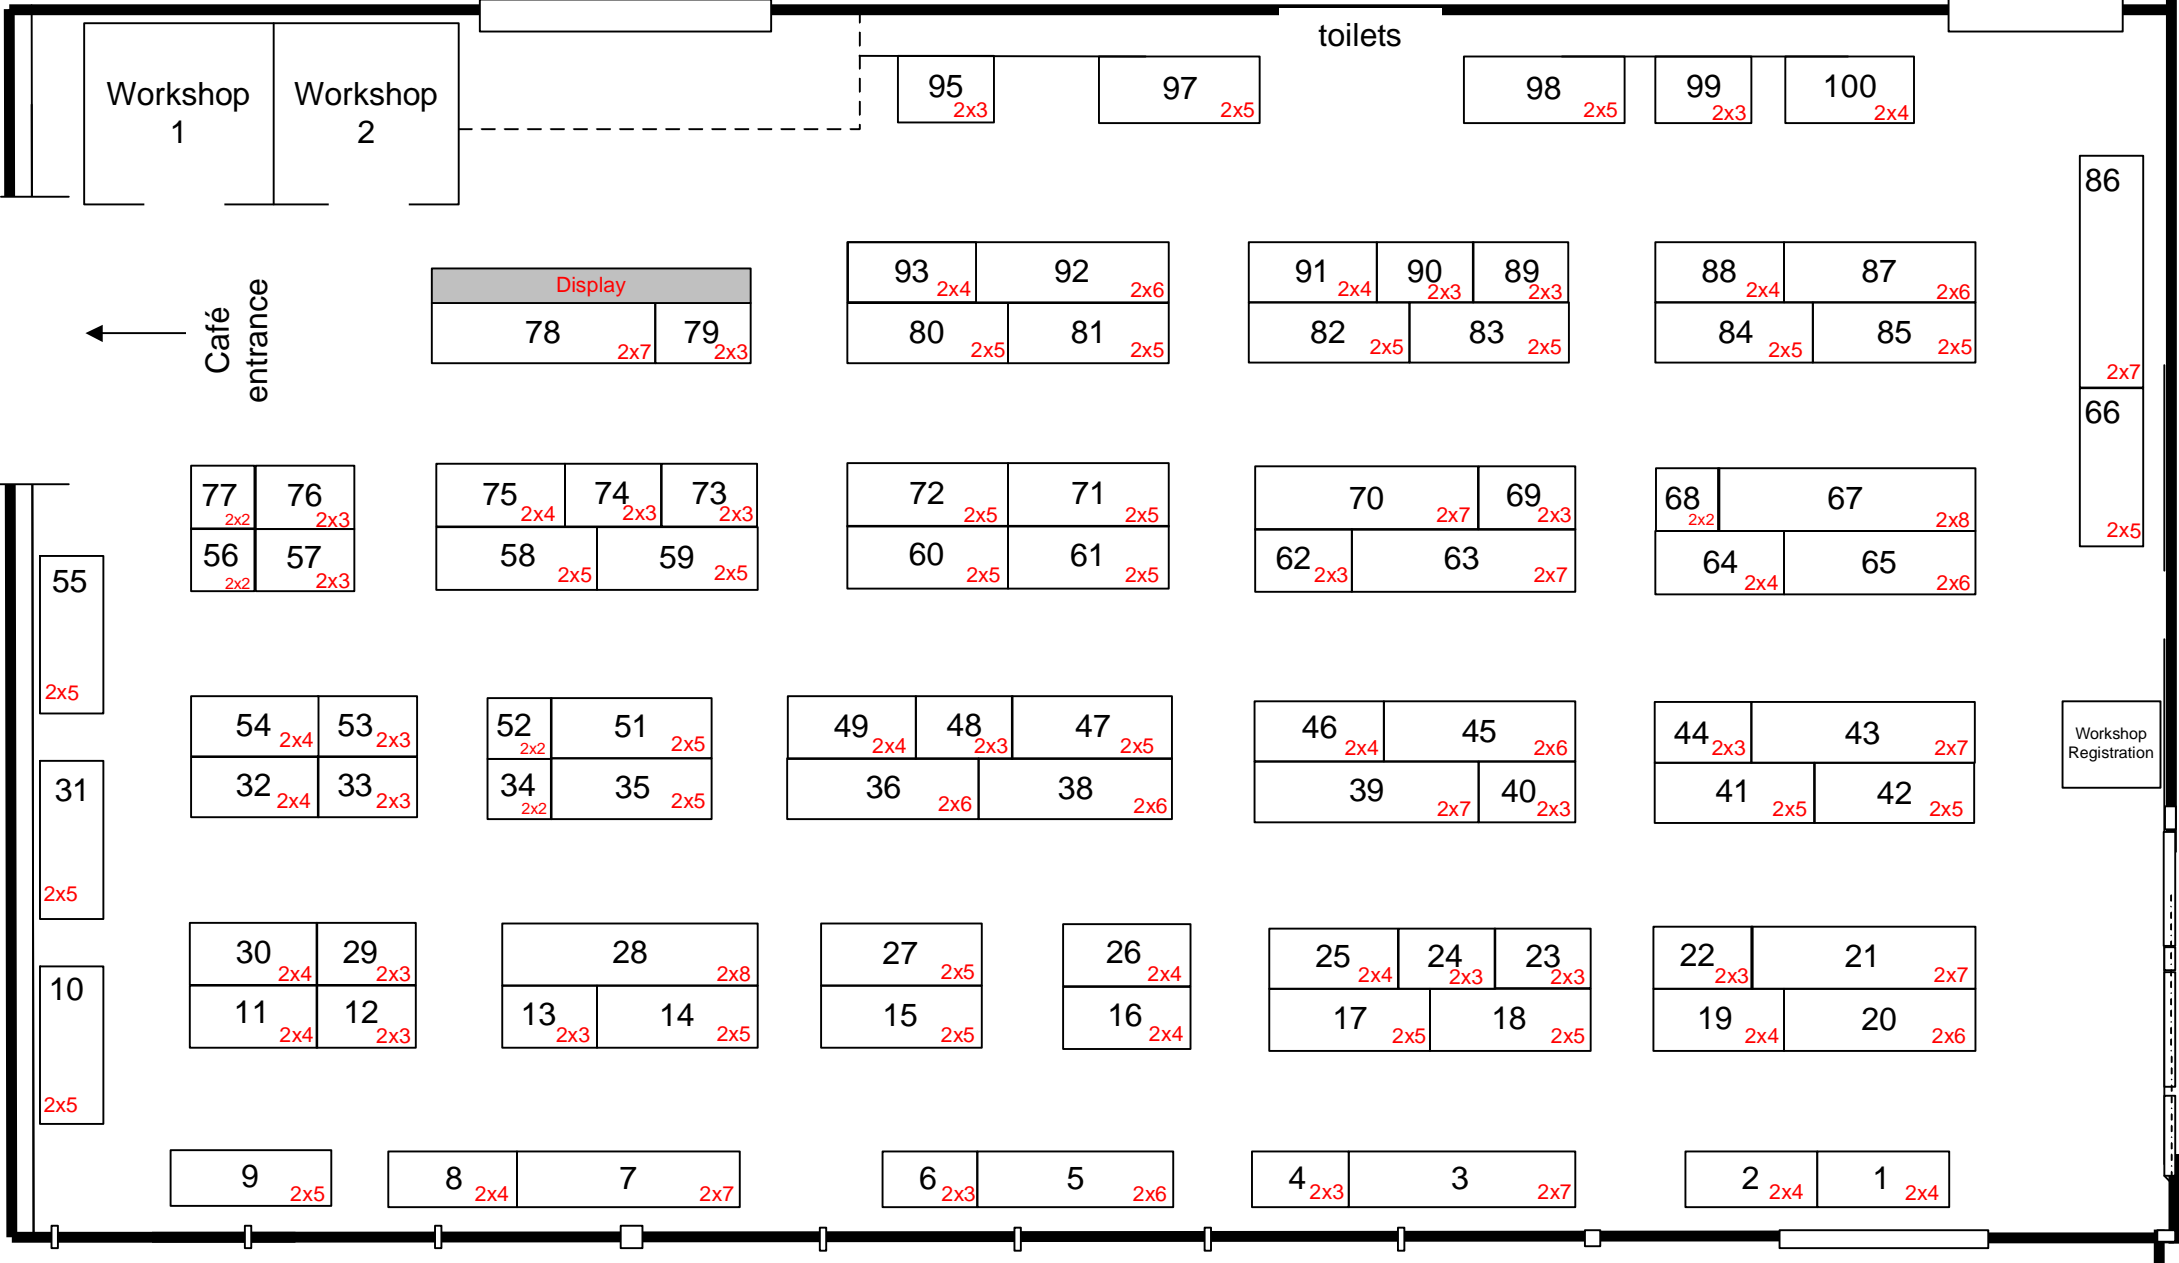 toilets
Workshop
1
Workshop
2
95
2x3
97
2x5
98
2x5
99
2x3
100
2x4
86
2x7
66
2x5
Café
entrance
Display
78
2x7
79
2x3
93
2x4
92
2x6
80
2x5
81
2x5
91
2x4
90
2x3
89
2x3
82
2x5
83
2x5
88
2x4
87
2x6
84
2x5
85
2x5
77
2x2
76
2x3
56
2x2
57
2x3
75
2x4
74
2x3
73
2x3
58
2x5
59
2x5
72
2x5
71
2x5
60
2x5
61
2x5
70
2x7
69
2x3
62
2x3
63
2x7
68
2x2
67
2x8
64
2x4
65
2x6
55
2x5
54
2x4
53
2x3
32
2x4
33
2x3
52
2x2
51
2x5
34
2x2
35
2x5
49
2x4
48
2x3
47
2x5
36
2x6
38
2x6
46
2x4
45
2x6
39
2x7
40
2x3
44
2x3
43
2x7
41
2x5
42
2x5
Workshop
Registration
31
2x5
30
2x4
29
2x3
11
2x4
12
2x3
28
2x8
13
2x3
14
2x5
27
2x5
15
2x5
26
2x4
16
2x4
25
2x4
24
2x3
23
2x3
17
2x5
18
2x5
22
2x3
21
2x7
19
2x4
20
2x6
10
2x5
9
2x5
8
2x4
7
2x7
6
2x3
5
2x6
4
2x3
3
2x7
2
2x4
1
2x4